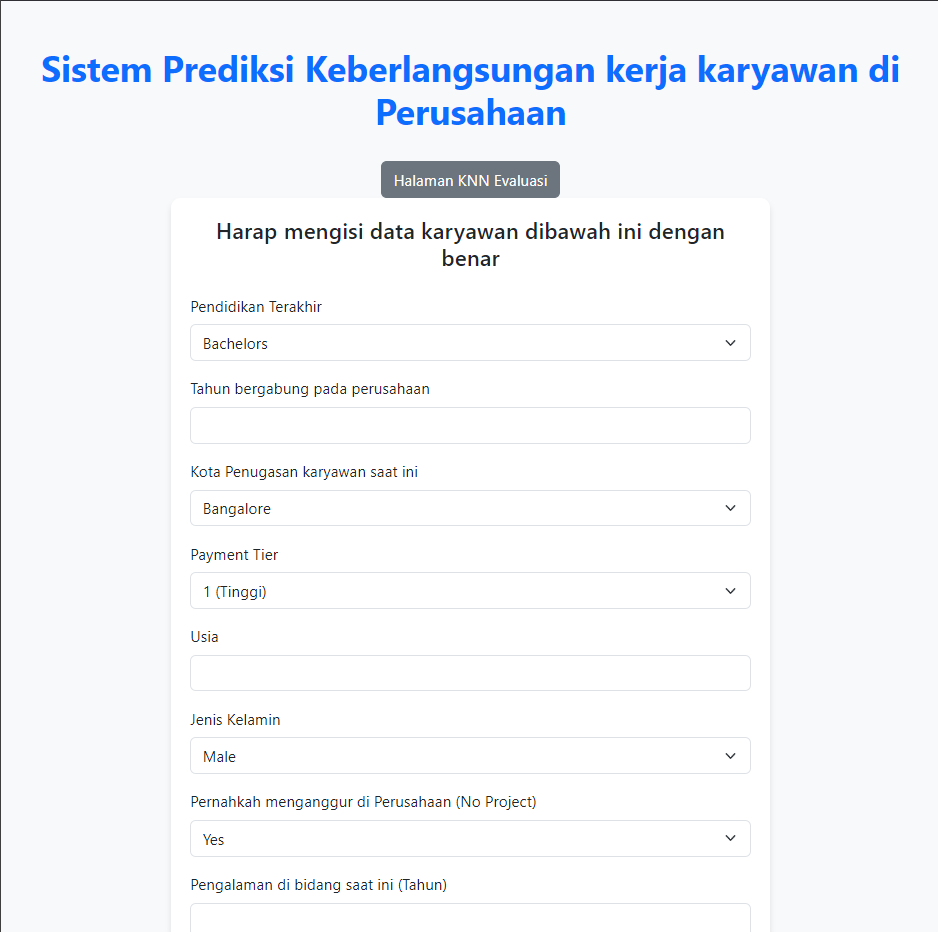 Sistem Prediksi Keberlangsungan kerja karyawan di
Perusahaan
Halaman KNN Evaluasi
Harap mengisi data karyawan dibawah ini dengan
benar
Pendidikan Terakhir
Bachelors
Tahun bergabung pada perusahaan
Kota Penugasan karyawan saat ini
Bangalore
Payment Tier
1 (Tinggi)
Usia
Jenis Kelamin
Male
Pernahkah menganggur di Perusahaan (No Project)
Yes
Pengalaman di bidang saat ini (Tahun)